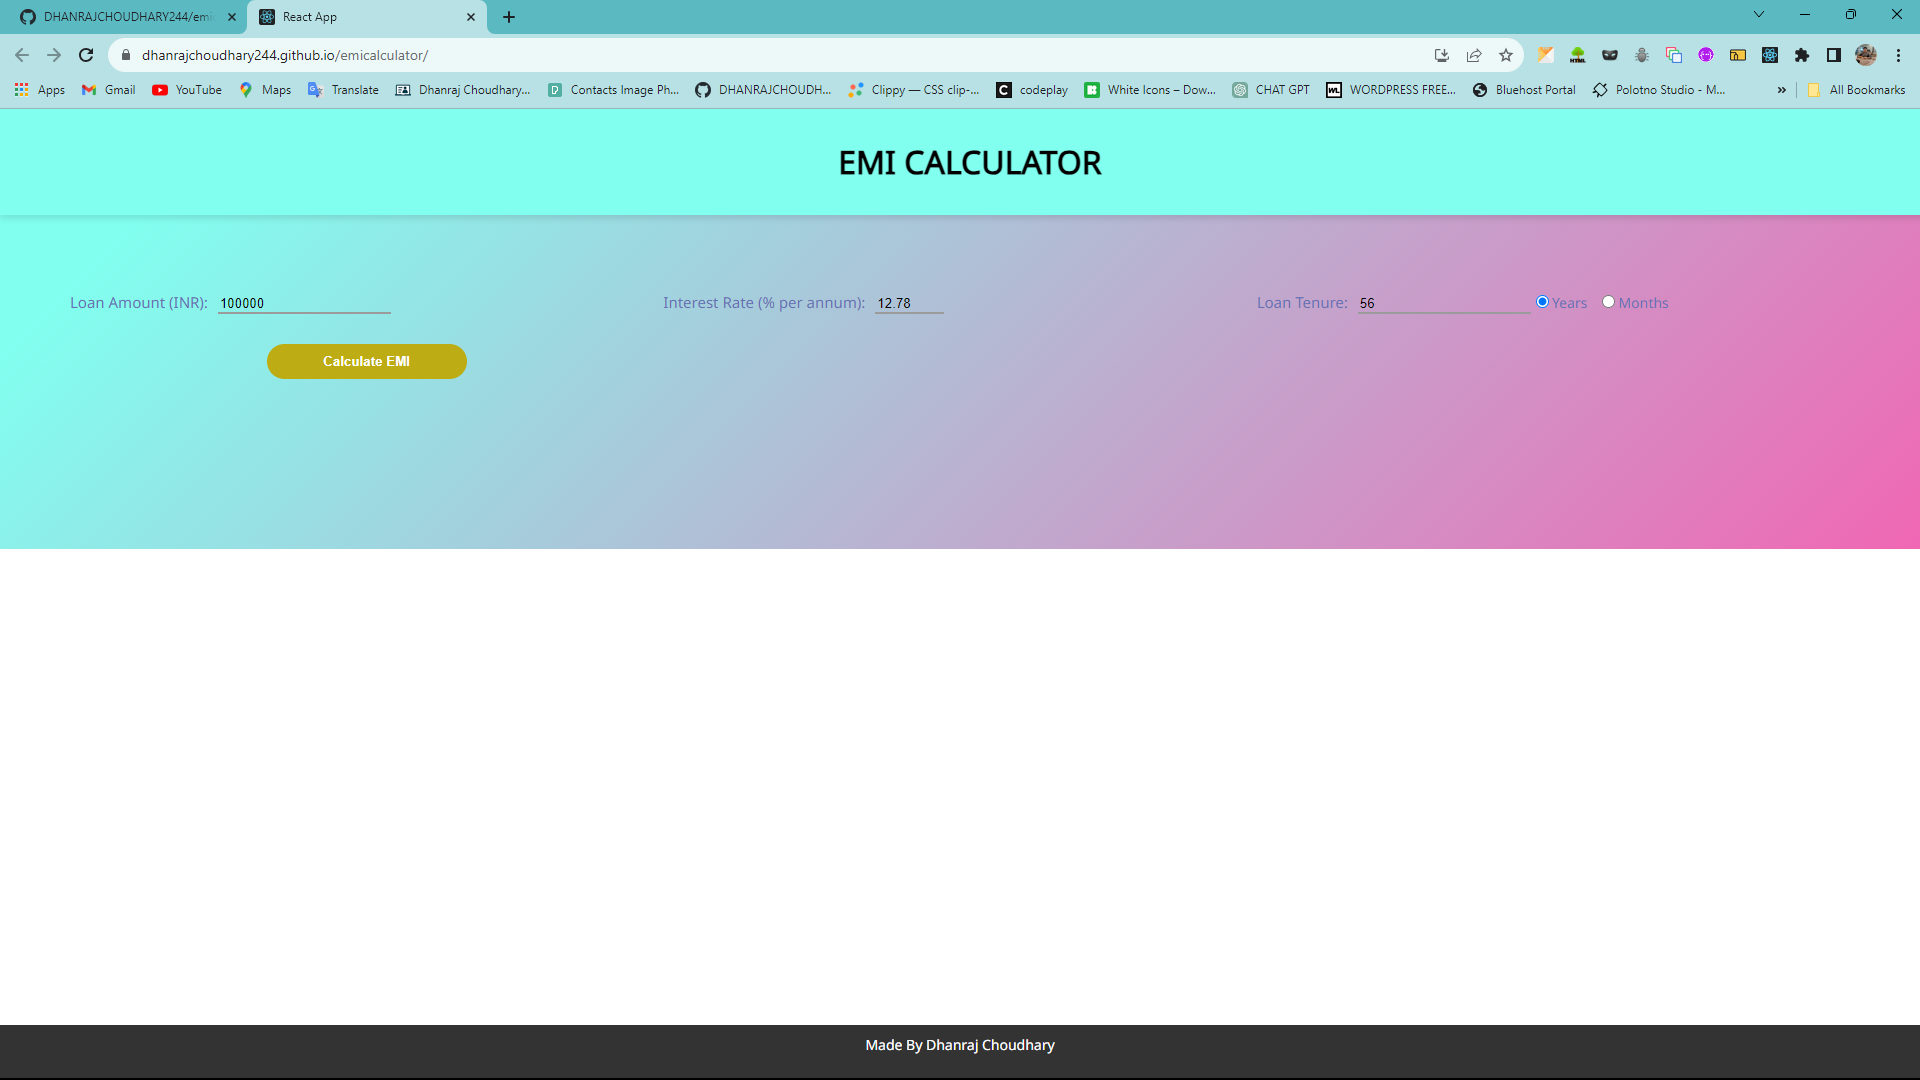 DHANRAJCHOUDHARY244/emi
React App
dhanrajchoudhary244.github.io/emicalculator/
Apps Gmail YouTube Maps Translate Dhanraj Choudhary... Contacts Image Ph... DHANRAJCHOUDH... Clippy — CSS clip-... codeplay White Icons – Dow... CHAT GPT WORDPRESS FREE... Bluehost Portal Polotno Studio - M... » All Bookmarks
EMI CALCULATOR
Loan Amount (INR): 100000 Interest Rate (% per annum): 12.78 Loan Tenure: 56 Years Months
Calculate EMI
Made By Dhanraj Choudhary